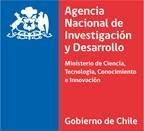 Agencia
Nacional de
Investigación
y Desarrollo
Ministerio de Ciencia,
Tecnología, Conocimiento
e Innovación
Gobierno de Chile